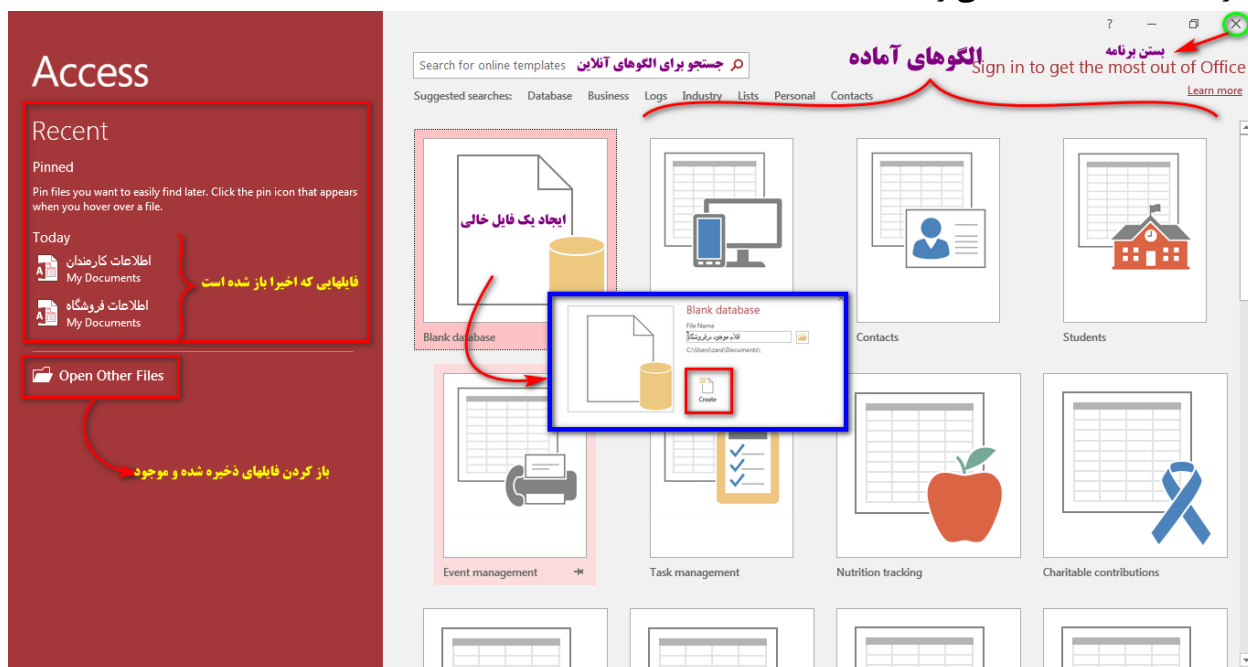 ?
بستن برنامه
Access
Search for online templates جستجو برای الگوهای آنلاین
الگوهای آماده
Sign in to get the most out of Office
Learn more
Suggested searches: Database Business Logs Industry Lists Personal Contacts
Recent
Pinned
Pin files you want to easily find later. Click the pin icon that appears
when you hover over a file.
Today
اطلاعات کارمندان
My Documents
اطلاعات فروشگاه
My Documents
فایلهایی که اخیرا باز شده است
Open Other Files
باز کردن فایلهای ذخیره شده و موجود
ایجاد یک فایل خالی
Blank database
Contacts
Students
Blank database
File Name
موجود درفروشگاه
C:\Users\zara\Documents\
Create
Event management
Task management
Nutrition tracking
Charitable contributions